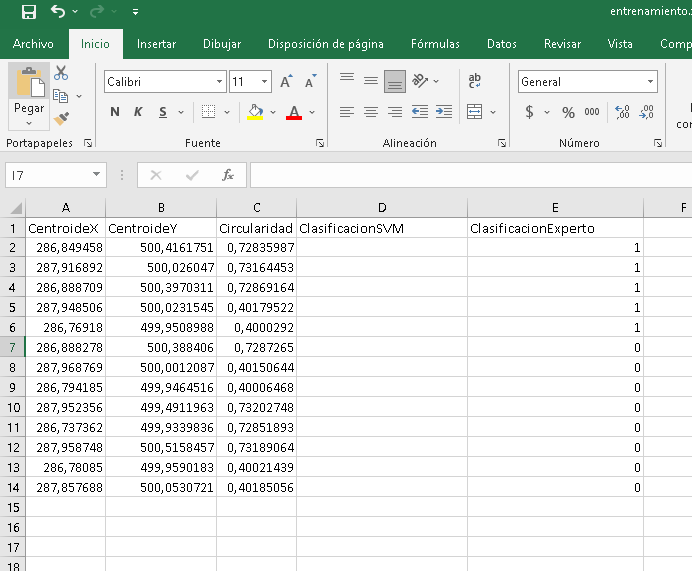 entrenamiento.
Archivo Inicio Insertar Dibujar Disposición de página Fórmulas Datos Revisar Vista Comp
Pegar
Calibri 11 A A ab General
N K S A $ % 000
Portapapeles Fuente Alineación Número con
I7 fx
A B C D E F
1 CentroideX CentroideY Circularidad ClasificacionSVM ClasificacionExperto
2 286,849458 500,4161751 0,72835987 1
3 287,916892 500,026047 0,73164453 1
4 286,888709 500,3970311 0,72869164 1
5 287,948506 500,0231545 0,40179522 1
6 286,76918 499,9508988 0,4000292 1
7 286,888278 500,388406 0,7287265 0
8 287,968769 500,0012087 0,40150644 0
9 286,794185 499,9464516 0,40006468 0
10 287,952356 499,4911963 0,73202748 0
11 286,737362 499,9339836 0,72851893 0
12 287,958748 500,5158457 0,73189064 0
13 286,78085 499,9590183 0,40021439 0
14 287,857688 500,0530721 0,40185056 0
15
16
17
18